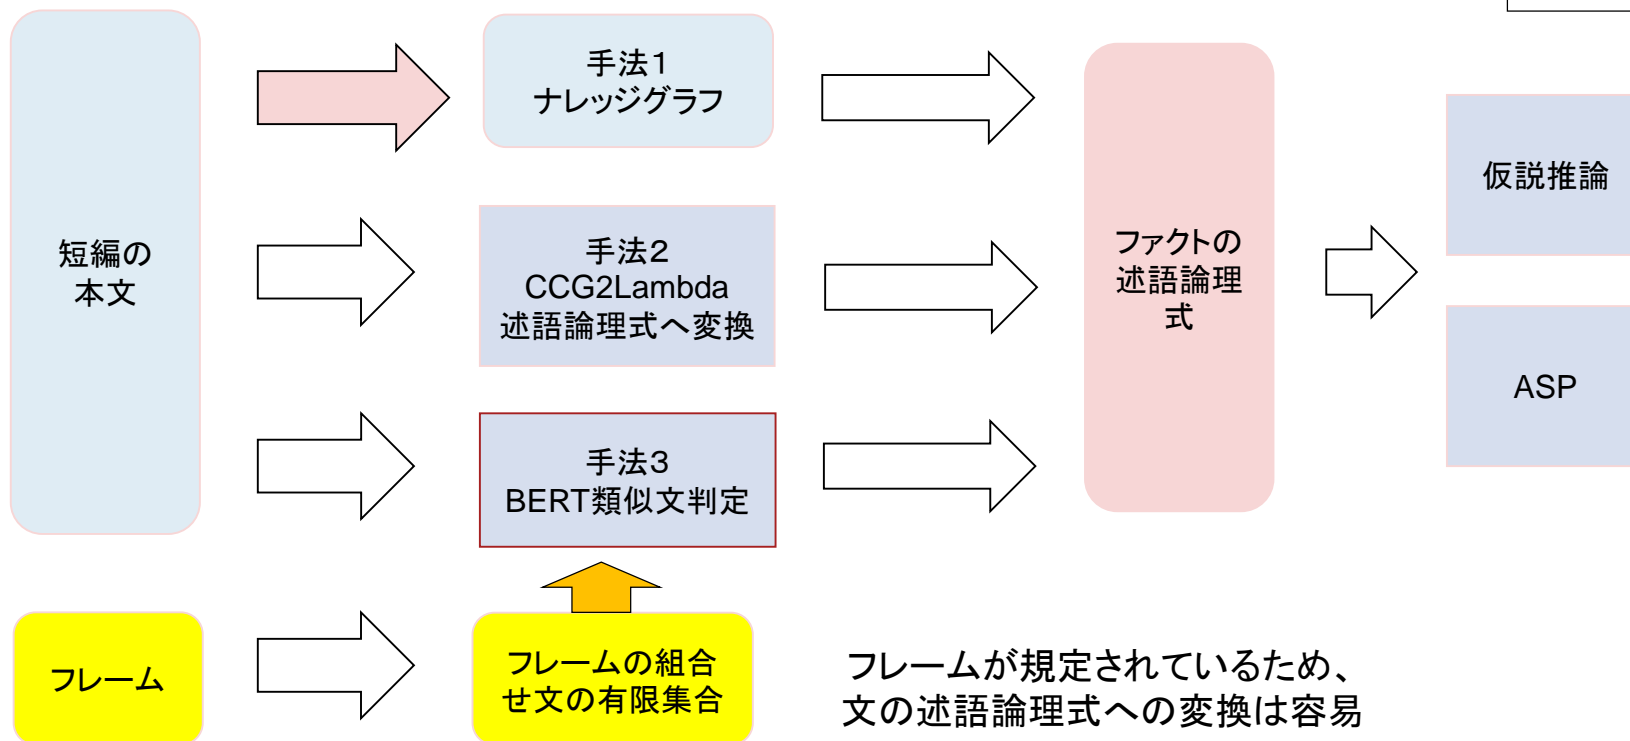 短編の
本文
手法１
ナレッジグラフ
手法２
CCG2Lambda
述語論理式へ変換
手法３
BERT類似文判定
ファクトの
述語論理
式
仮説推論
ASP
フレーム
フレームの組合
せ文の有限集合
フレームが規定されているため、
文の述語論理式への変換は容易